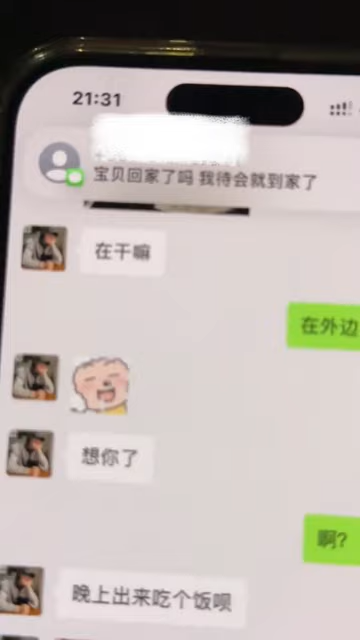 21:31
宝贝回家了吗 我待会就到家了
在干嘛
在外边
想你了
啊?
晚上出来吃个饭呗